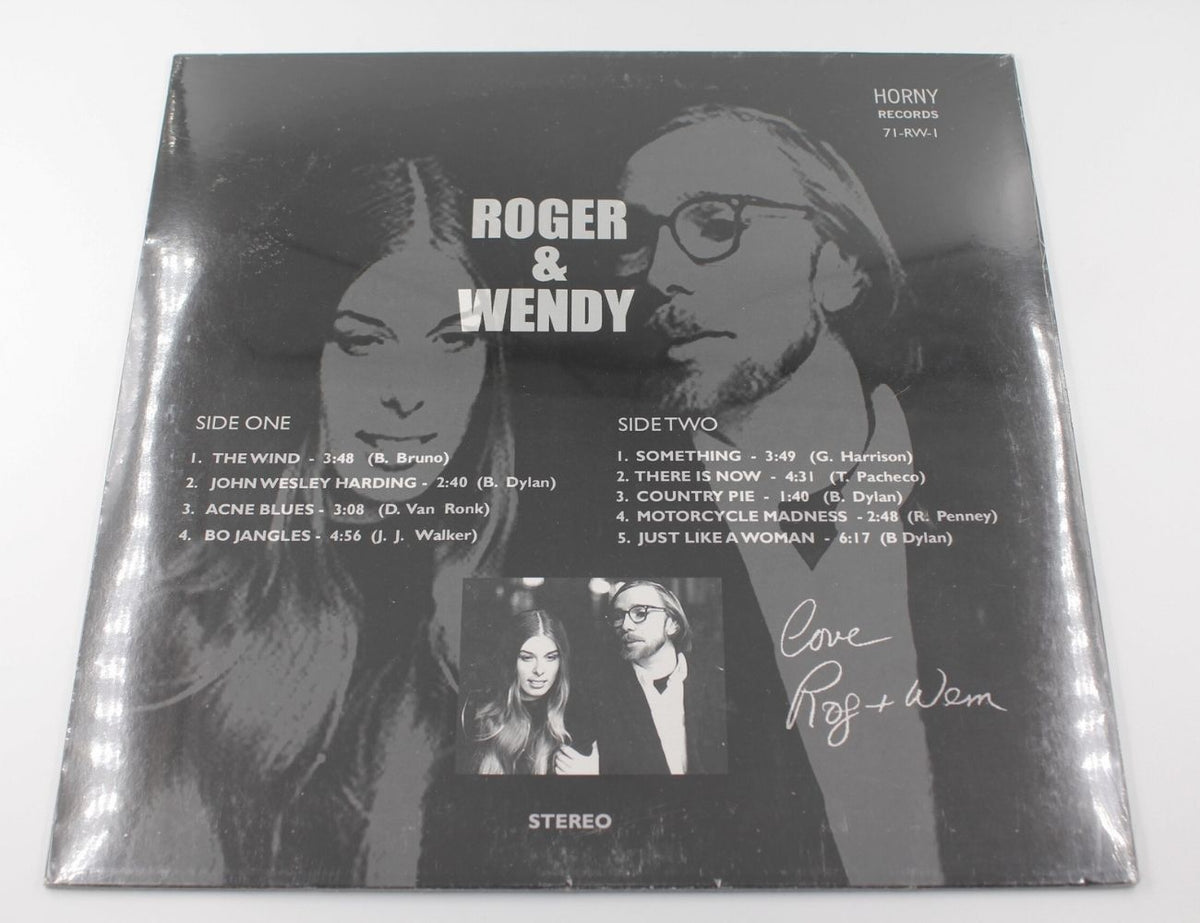 HORNY
RECORDS
71-RW-1
ROGER
&
WENDY
SIDE ONE
1. THE WIND - 3:48 (B. Bruno)
2. JOHN WESLEY HARDING - 2:40 (B. Dylan)
3. ACNE BLUES - 3:08 (D. Van Ronk)
4. BO JANGLES - 4:56 (J. J. Walker)
SIDE TWO
1. SOMETHING - 3:49 (G. Harrison)
2. THERE IS NOW - 4:31 (T. Pacheco)
3. COUNTRY PIE - 1:40 (B. Dylan)
4. MOTORCYCLE MADNESS - 2:48 (R. Penney)
5. JUST LIKE A WOMAN - 6:17 (B Dylan)
Love
Rog + Wem
STEREO